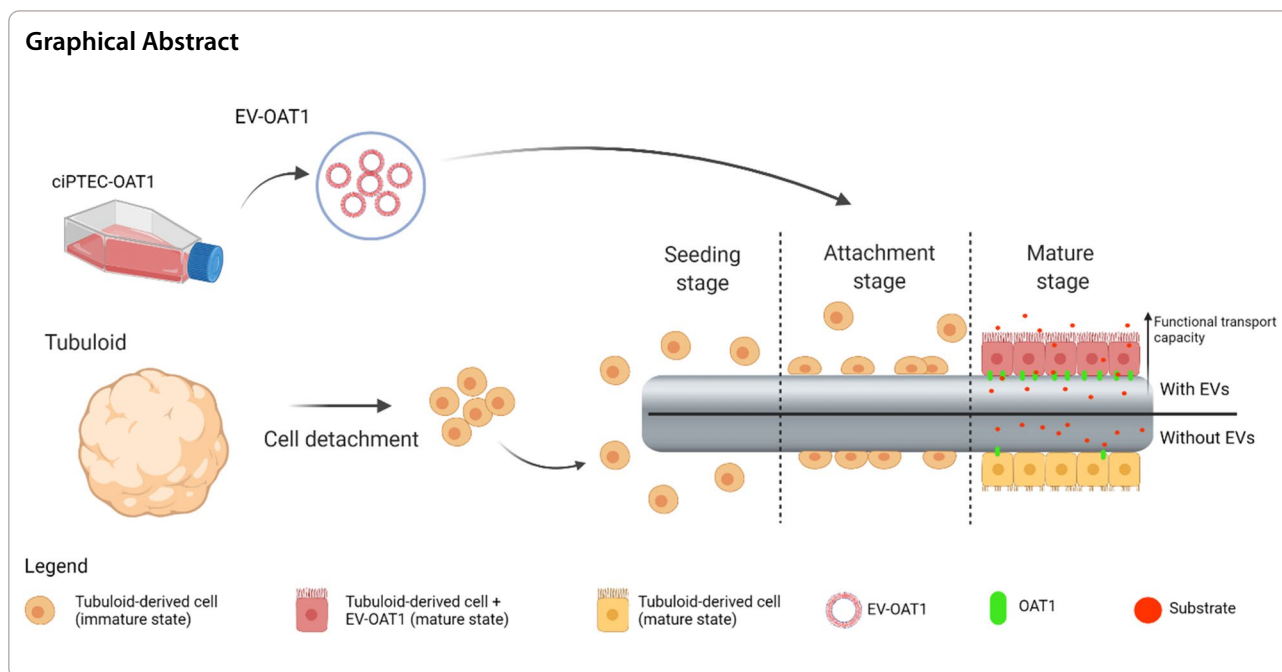 Graphical Abstract
EV-OAT1
ciPTEC-OAT1
Seeding
stage
Attachment
stage
Mature
stage
Functional transport
capacity
Tubuloid
With EVs
Cell detachment
Without EVs
Legend
Tubuloid-derived cell
(immature state)
Tubuloid-derived cell +
EV-OAT1 (mature state)
Tubuloid-derived cell
(mature state)
EV-OAT1
OAT1
Substrate